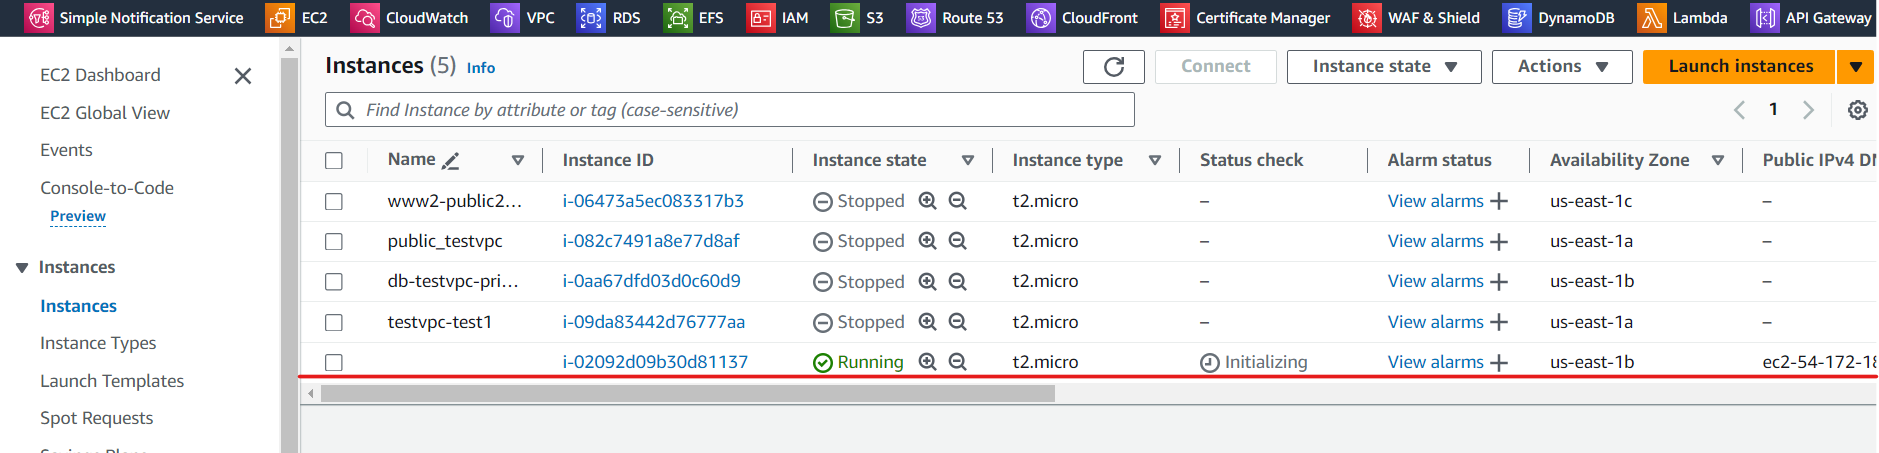 Simple Notification Service EC2 CloudWatch VPC RDS EFS IAM S3 Route 53 CloudFront Certificate Manager WAF & Shield DynamoDB Lambda API Gateway
EC2 Dashboard
EC2 Global View
Events
Console-to-Code
Preview
Instances
Instances
Instance Types
Launch Templates
Spot Requests
Instances (5) Info
Connect Instance state Actions Launch instances
Find Instance by attribute or tag (case-sensitive)
1
Name Instance ID Instance state Instance type Status check Alarm status Availability Zone Public IPv4 DN
www2-public2... i-06473a5ec083317b3 Stopped t2.micro – View alarms + us-east-1c –
public_testvpc i-082c7491a8e77d8af Stopped t2.micro – View alarms + us-east-1a –
db-testvpc-pri... i-0aa67dfd03d0c60d9 Stopped t2.micro – View alarms + us-east-1b –
testvpc-test1 i-09da83442d76777aa Stopped t2.micro – View alarms + us-east-1a –
i-02092d09b30d81137 Running t2.micro Initializing View alarms + us-east-1b ec2-54-172-18